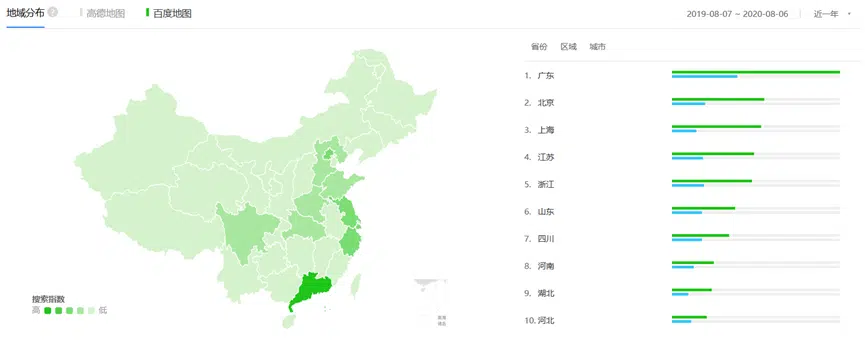 地域分布 ? 高德地图 百度地图 2019-08-07 ~ 2020-08-06 近一年
省份 区域 城市
1. 广东
2. 北京
3. 上海
4. 江苏
5. 浙江
6. 山东
7. 四川
8. 河南
9. 湖北
10. 河北
搜索指数
高 低